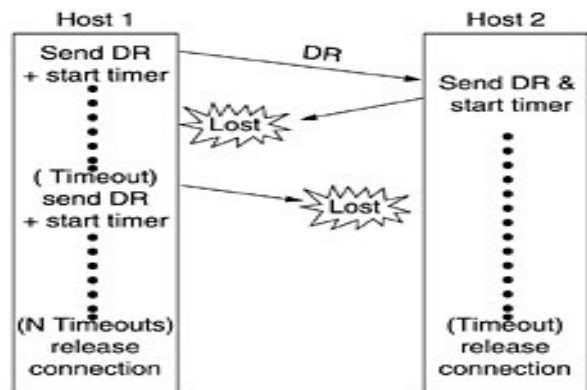 Host 1
Host 2
Send DR
+ start timer
DR
Send DR &
start timer
Lost
( Timeout)
send DR
+ start timer
Lost
(N Timeouts)
release
connection
(Timeout)
release
connection